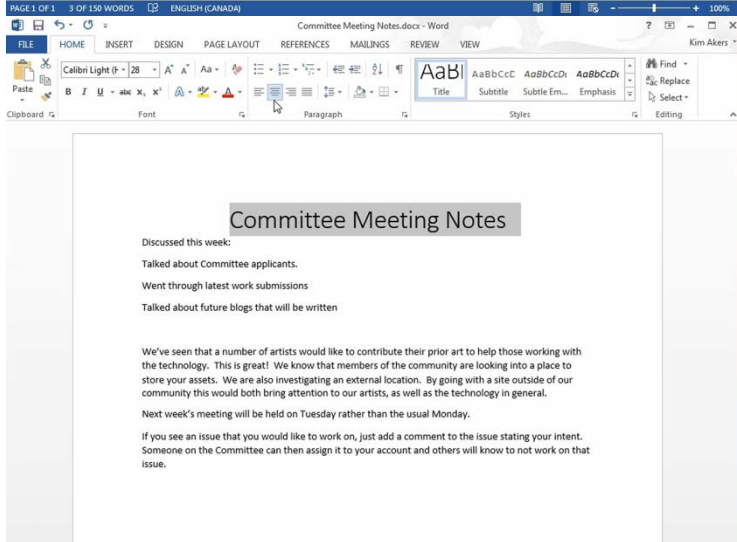 PAGE 1 OF 1 3 OF 150 WORDS ENGLISH (CANADA) 100%
Committee Meeting Notes.docx - Word
FILE HOME INSERT DESIGN PAGE LAYOUT REFERENCES MAILINGS REVIEW VIEW Kim Akers
Calibri Light (H 28 A A Aa
Paste B I U abc X₂ X² A A
AaBl AaBbCcD AaBbCcDc AaBbCcDc
Title Subtitle Subtle Em... Emphasis
Find
Replace
Select
Clipboard Font Paragraph Styles Editing
Committee Meeting Notes
Discussed this week:
Talked about Committee applicants.
Went through latest work submissions
Talked about future blogs that will be written
We've seen that a number of artists would like to contribute their prior art to help those working with
the technology. This is great! We know that members of the community are looking into a place to
store your assets. We are also investigating an external location. By going with a site outside of our
community this would both bring attention to our artists, as well as the technology in general.
Next week's meeting will be held on Tuesday rather than the usual Monday.
If you see an issue that you would like to work on, just add a comment to the issue stating your intent.
Someone on the Committee can then assign it to your account and others will know to not work on that
issue.